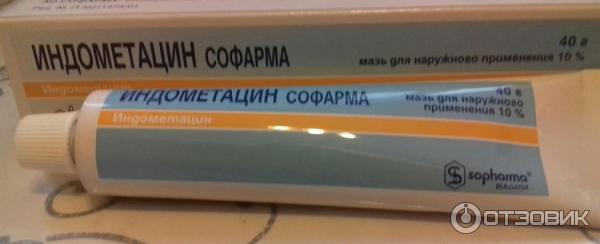 ИНДОМЕТАЦИН СОФАРМА
40 г
мазь для наружного применения 10 %
Индометацин
ИНДОМЕТАЦИН СОФАРМА
40 г
мазь для наружного
применения 10 %
Индометацин
sopharma®
BULGARIA
ОТЗОВИК